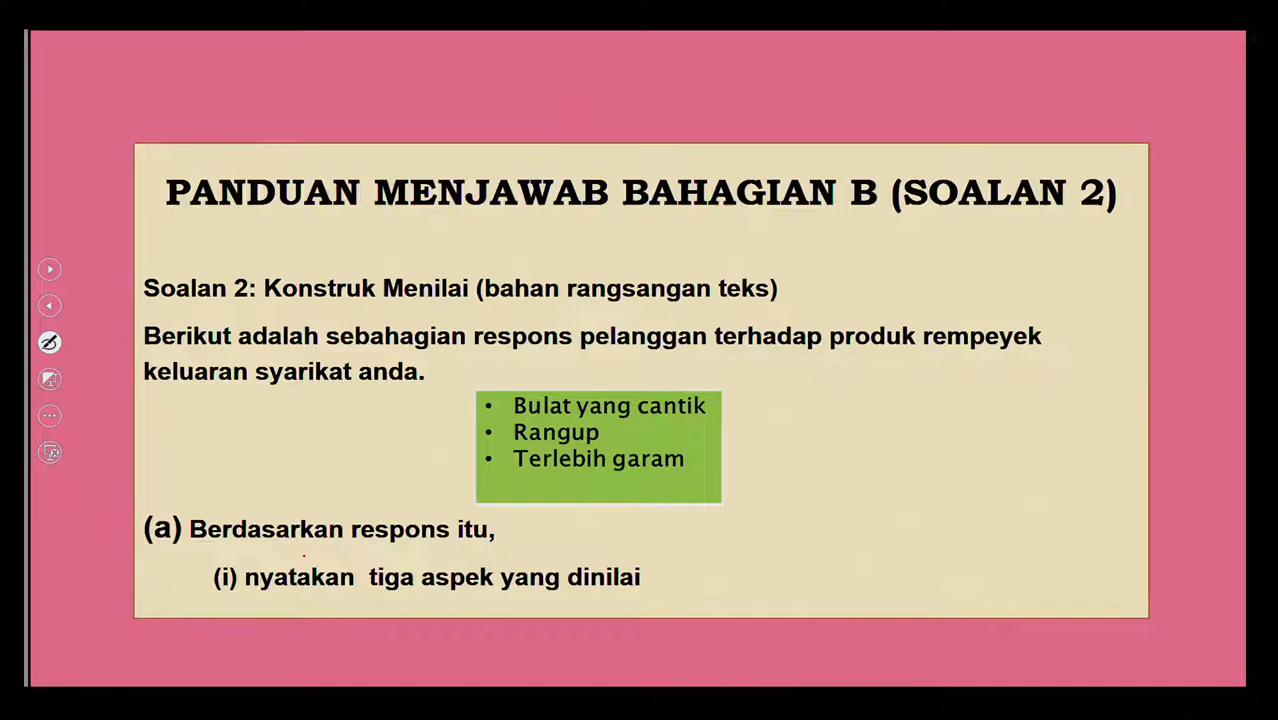 PANDUAN MENJAWAB BAHAGIAN B (SOALAN 2)
Soalan 2: Konstruk Menilai (bahan rangsangan teks)
Berikut adalah sebahagian respons pelanggan terhadap produk rempeyek
keluaran syarikat anda.
• Bulat yang cantik
• Rangup
• Terlebih garam
(a) Berdasarkan respons itu,
(i) nyatakan tiga aspek yang dinilai